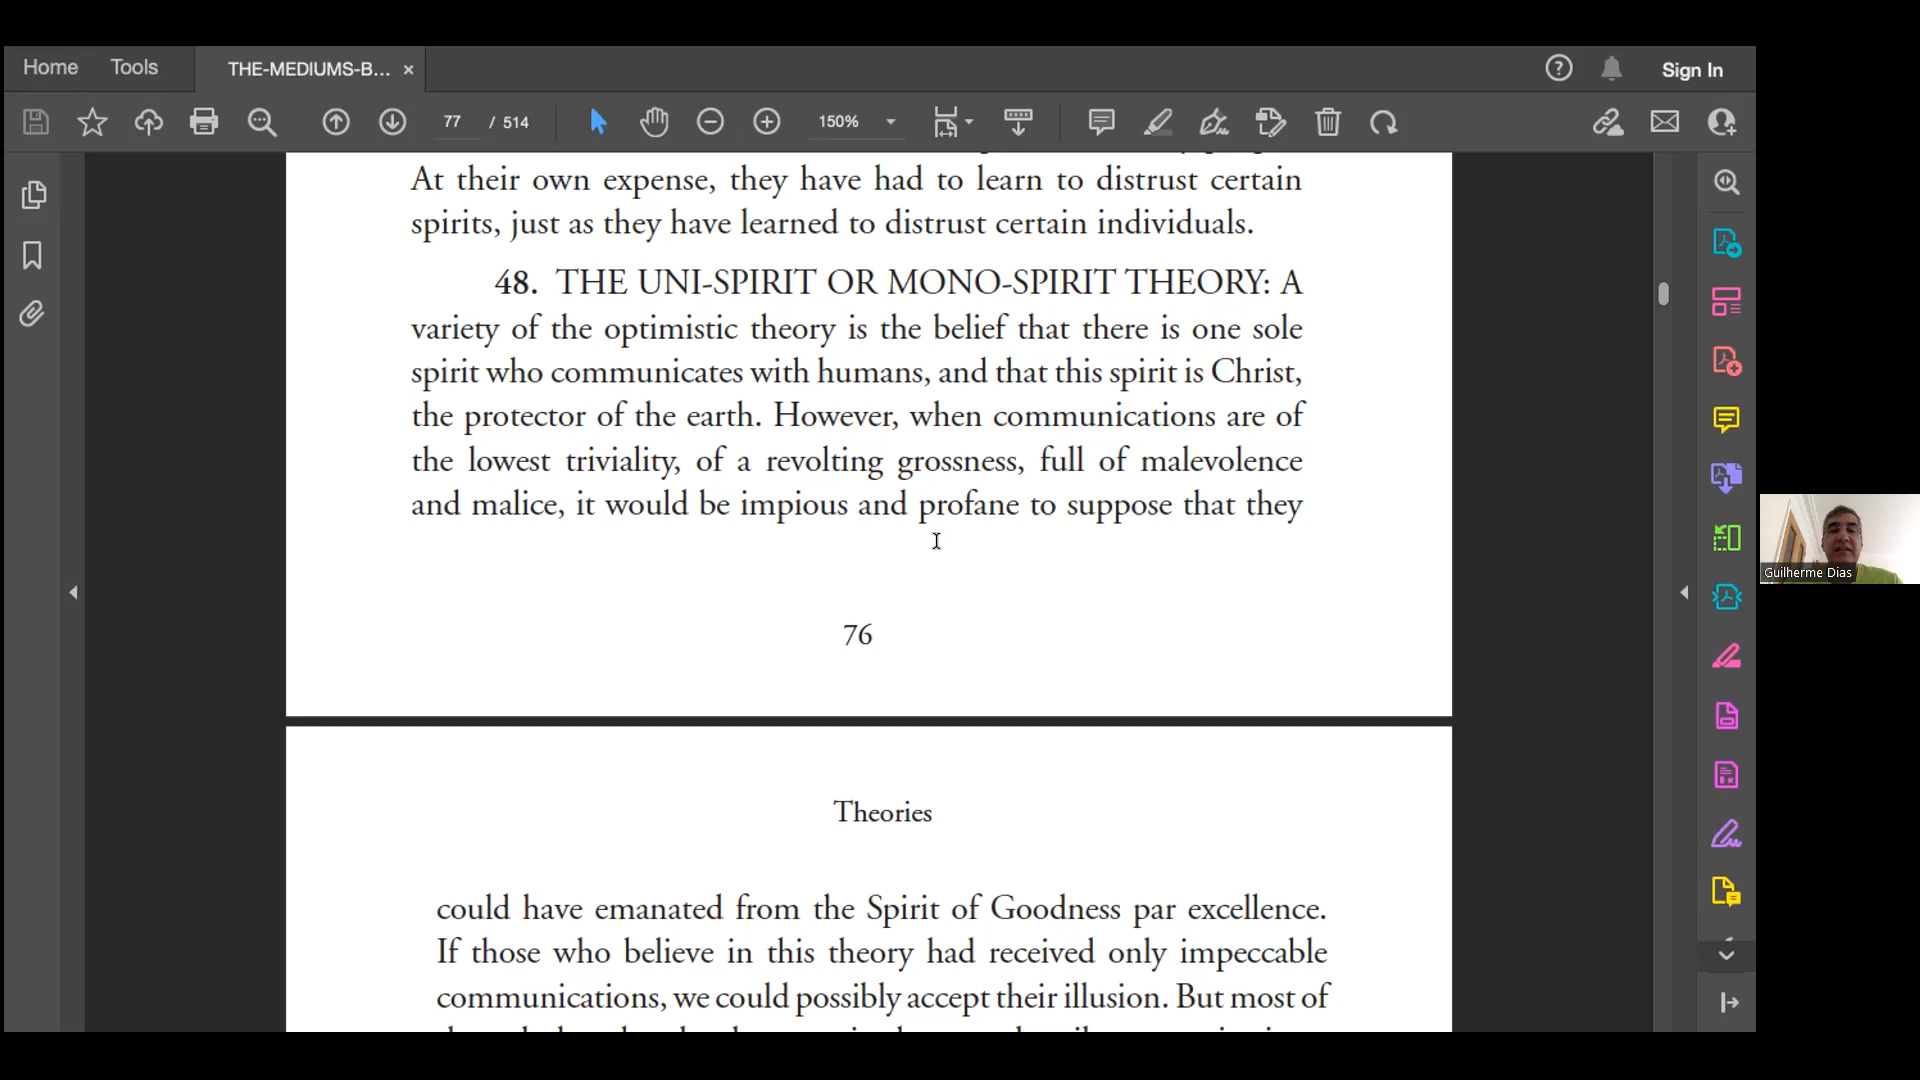 Home Tools THE-MEDIUMS-B... × Sign In
77 / 514 150%
At their own expense, they have had to learn to distrust certain
spirits, just as they have learned to distrust certain individuals.
48. THE UNI-SPIRIT OR MONO-SPIRIT THEORY: A
variety of the optimistic theory is the belief that there is one sole
spirit who communicates with humans, and that this spirit is Christ,
the protector of the earth. However, when communications are of
the lowest triviality, of a revolting grossness, full of malevolence
and malice, it would be impious and profane to suppose that they
76
Theories
could have emanated from the Spirit of Goodness par excellence.
If those who believe in this theory had received only impeccable
communications, we could possibly accept their illusion. But most of
Guilherme Dias